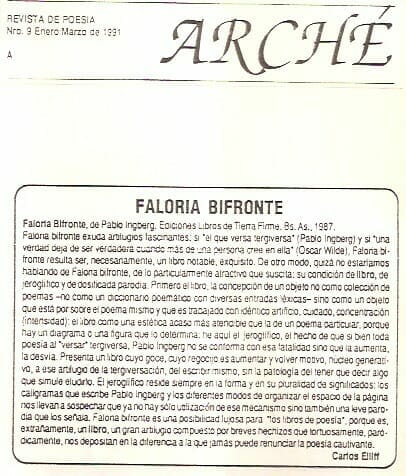 REVISTA DE POESIA
Nro. 9 Enero Marzo de 1991
A
ARCHÉ
FALORIA BIFRONTE
Faloria Bifronte, de Pablo Ingberg. Ediciones Libros de Tierra Firme. Bs. As., 1987.
Faloria bifronte exuda artilugios fascinantes: si "el que versa tergiversa" (Pablo Ingberg) y si "una
verdad deja de ser verdadera cuando más de una persona cree en ella" (Oscar Wilde), Faloria bi-
fronte resulta ser, necesariamente, un libro notable, exquisito. De otro modo, quizá no estaríamos
hablando de Faloria bifronte, de lo particularmente atractivo que suscita: su condición de libro, de
jeroglífico y de dosificada parodia. Primero el libro, la concepción de un objeto no como colección de
poemas –no como un diccionario poemático con diversas entradas léxicas– sino como un objeto
que está por sobre el poema mismo y que es trabajado con idéntico artificio, cuidado, concentración
(intensidad): el libro como una estética acaso más atendible que la de un poema particular, porque
hay un diagrama o una figura que lo determina: he aquí el jeroglífico, el hecho de que si bien toda
poesía al "versar" tergiversa, Pablo Ingberg no se conforma con esa fatalidad sino que la aumenta,
la desvía. Presenta un libro cuyo goce, cuyo regocijo es aumentar y volver motivo, núcleo generati-
vo, a ese artilugio de la tergiversación, del escribir mismo, sin la patología del tener que decir algo
que simule eludirlo. El jeroglífico reside siempre en la forma y en su pluralidad de significados: los
caligramas que escribe Pablo Ingberg y los diferentes modos de organizar el espacio de la página
nos llevan a sospechar que ya no hay sólo utilización de ese mecanismo sino también una leve paro-
dia que los señala. Faloria bifronte es una posibilidad lujosa para "los libros de poesía", porque es,
extrañamente, un libro, un gran artilugio compuesto por breves hechizos que tortuosamente, paró-
dicamente, nos depositan en la diferencia a la que jamás puede renunciar la poesía cautivante.
Carlos Elliff